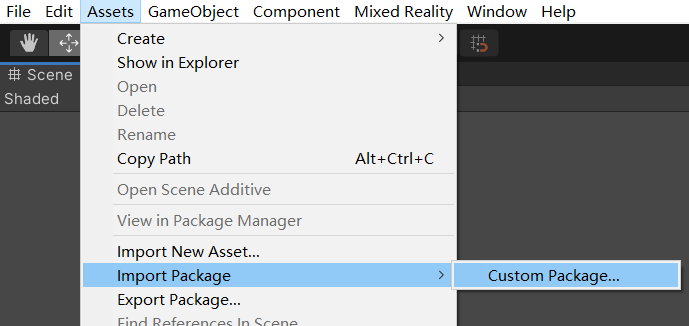 File Edit Assets GameObject Component Mixed Reality Window Help
Create
Scene
Show in Explorer
Shaded
Open
Delete
Rename
Copy Path Alt+Ctrl+C
Open Scene Additive
View in Package Manager
Import New Asset...
Import Package Custom Package...
Export Package...
Find References In Scene